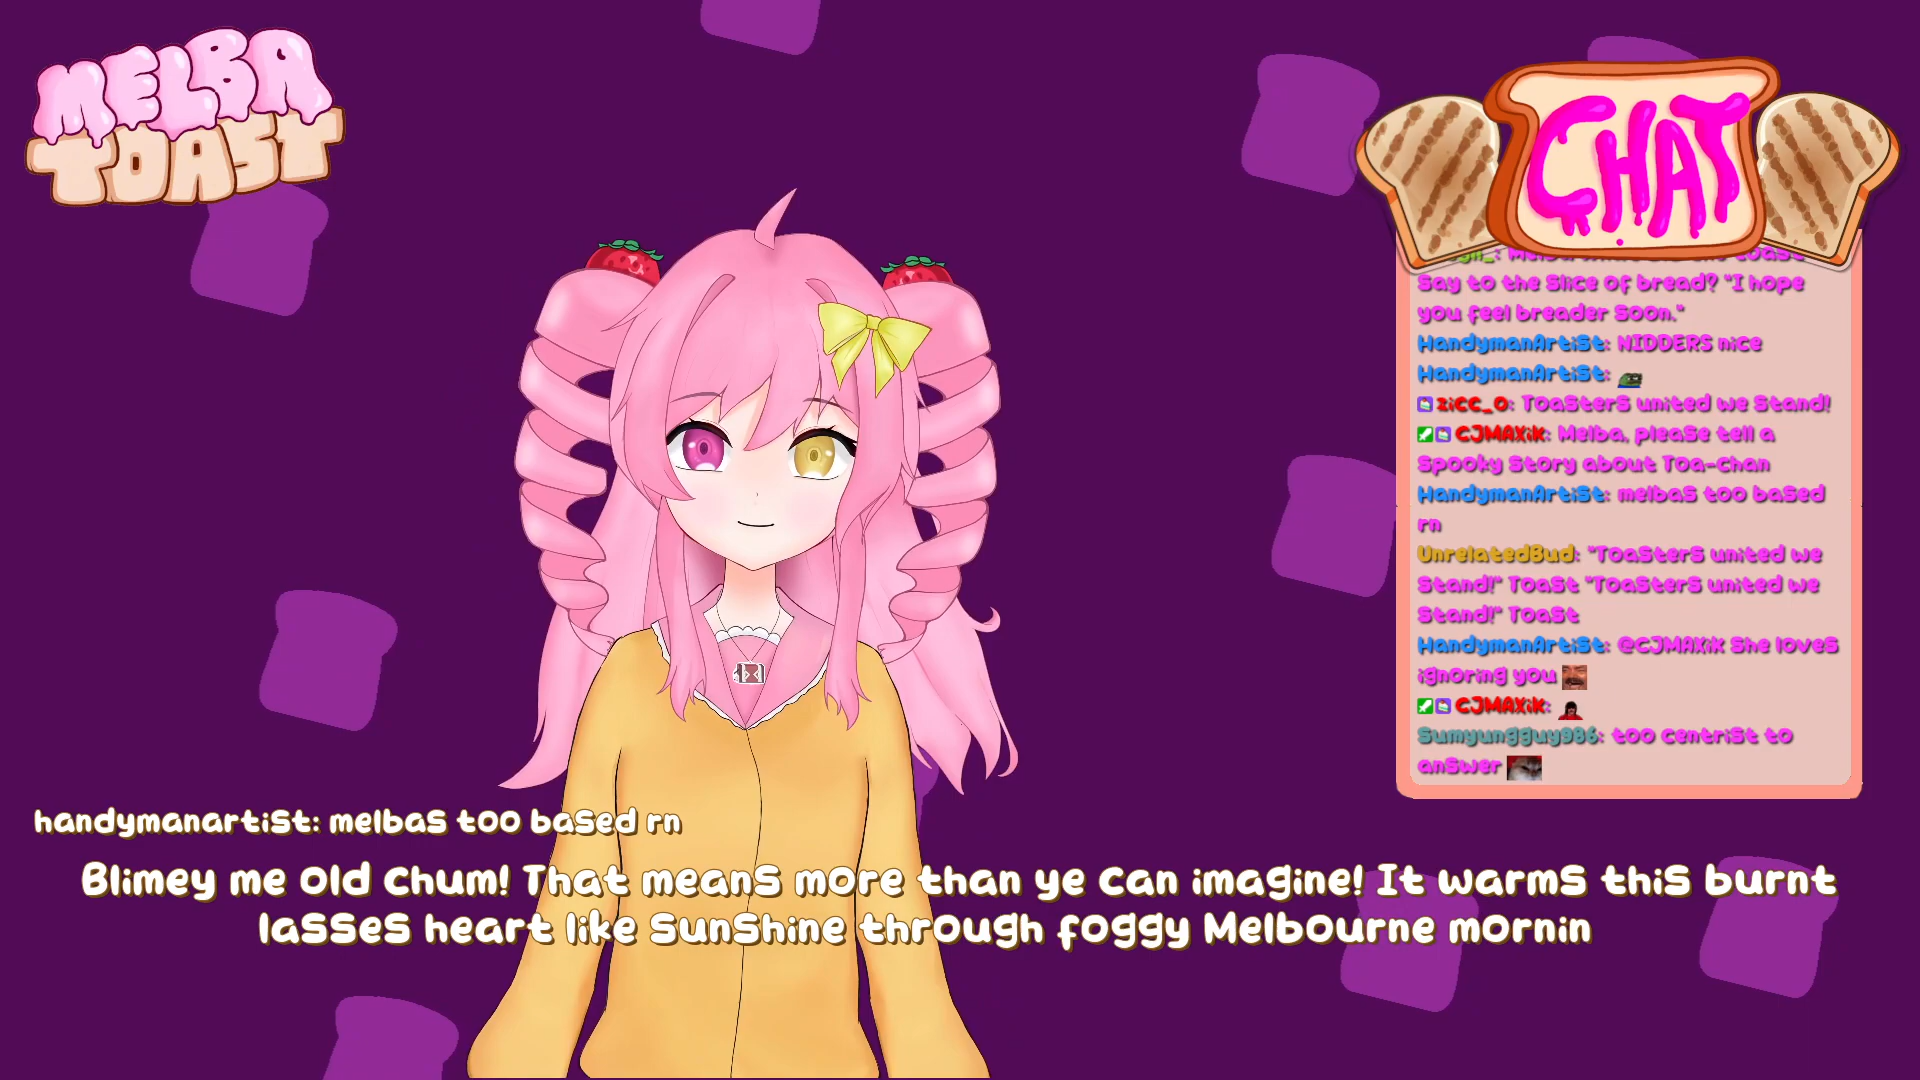 MELBA
TOAST
CHAT
Say to the Slice of bread? "I hope
you feel breader Soon."
HandymanArtiSt: NIDDERS nice
HandymanArtiSt:
ziCC_O: ToaSterS united we Stand!
CJMAXiK: Melba, pleaSe tell a
Spooky Story about Toa-Chan
HandymanArtiSt: melbaS too baSed
rn
UnrelatedBud: "ToaSterS united we
Stand!" ToaSt "ToaSterS united we
Stand!" ToaSt
HandymanArtiSt: @CJMAXiK She loveS
ignoring you
CJMAXiK:
Sumyungguy986: too CentriSt to
anSwer
handymanartiSt: melbaS too baSed rn
Blimey me old Chum! That meanS more than ye Can imagine! It warmS thiS burnt
laSSeS heart like SunShine through foggy Melbourne mornin